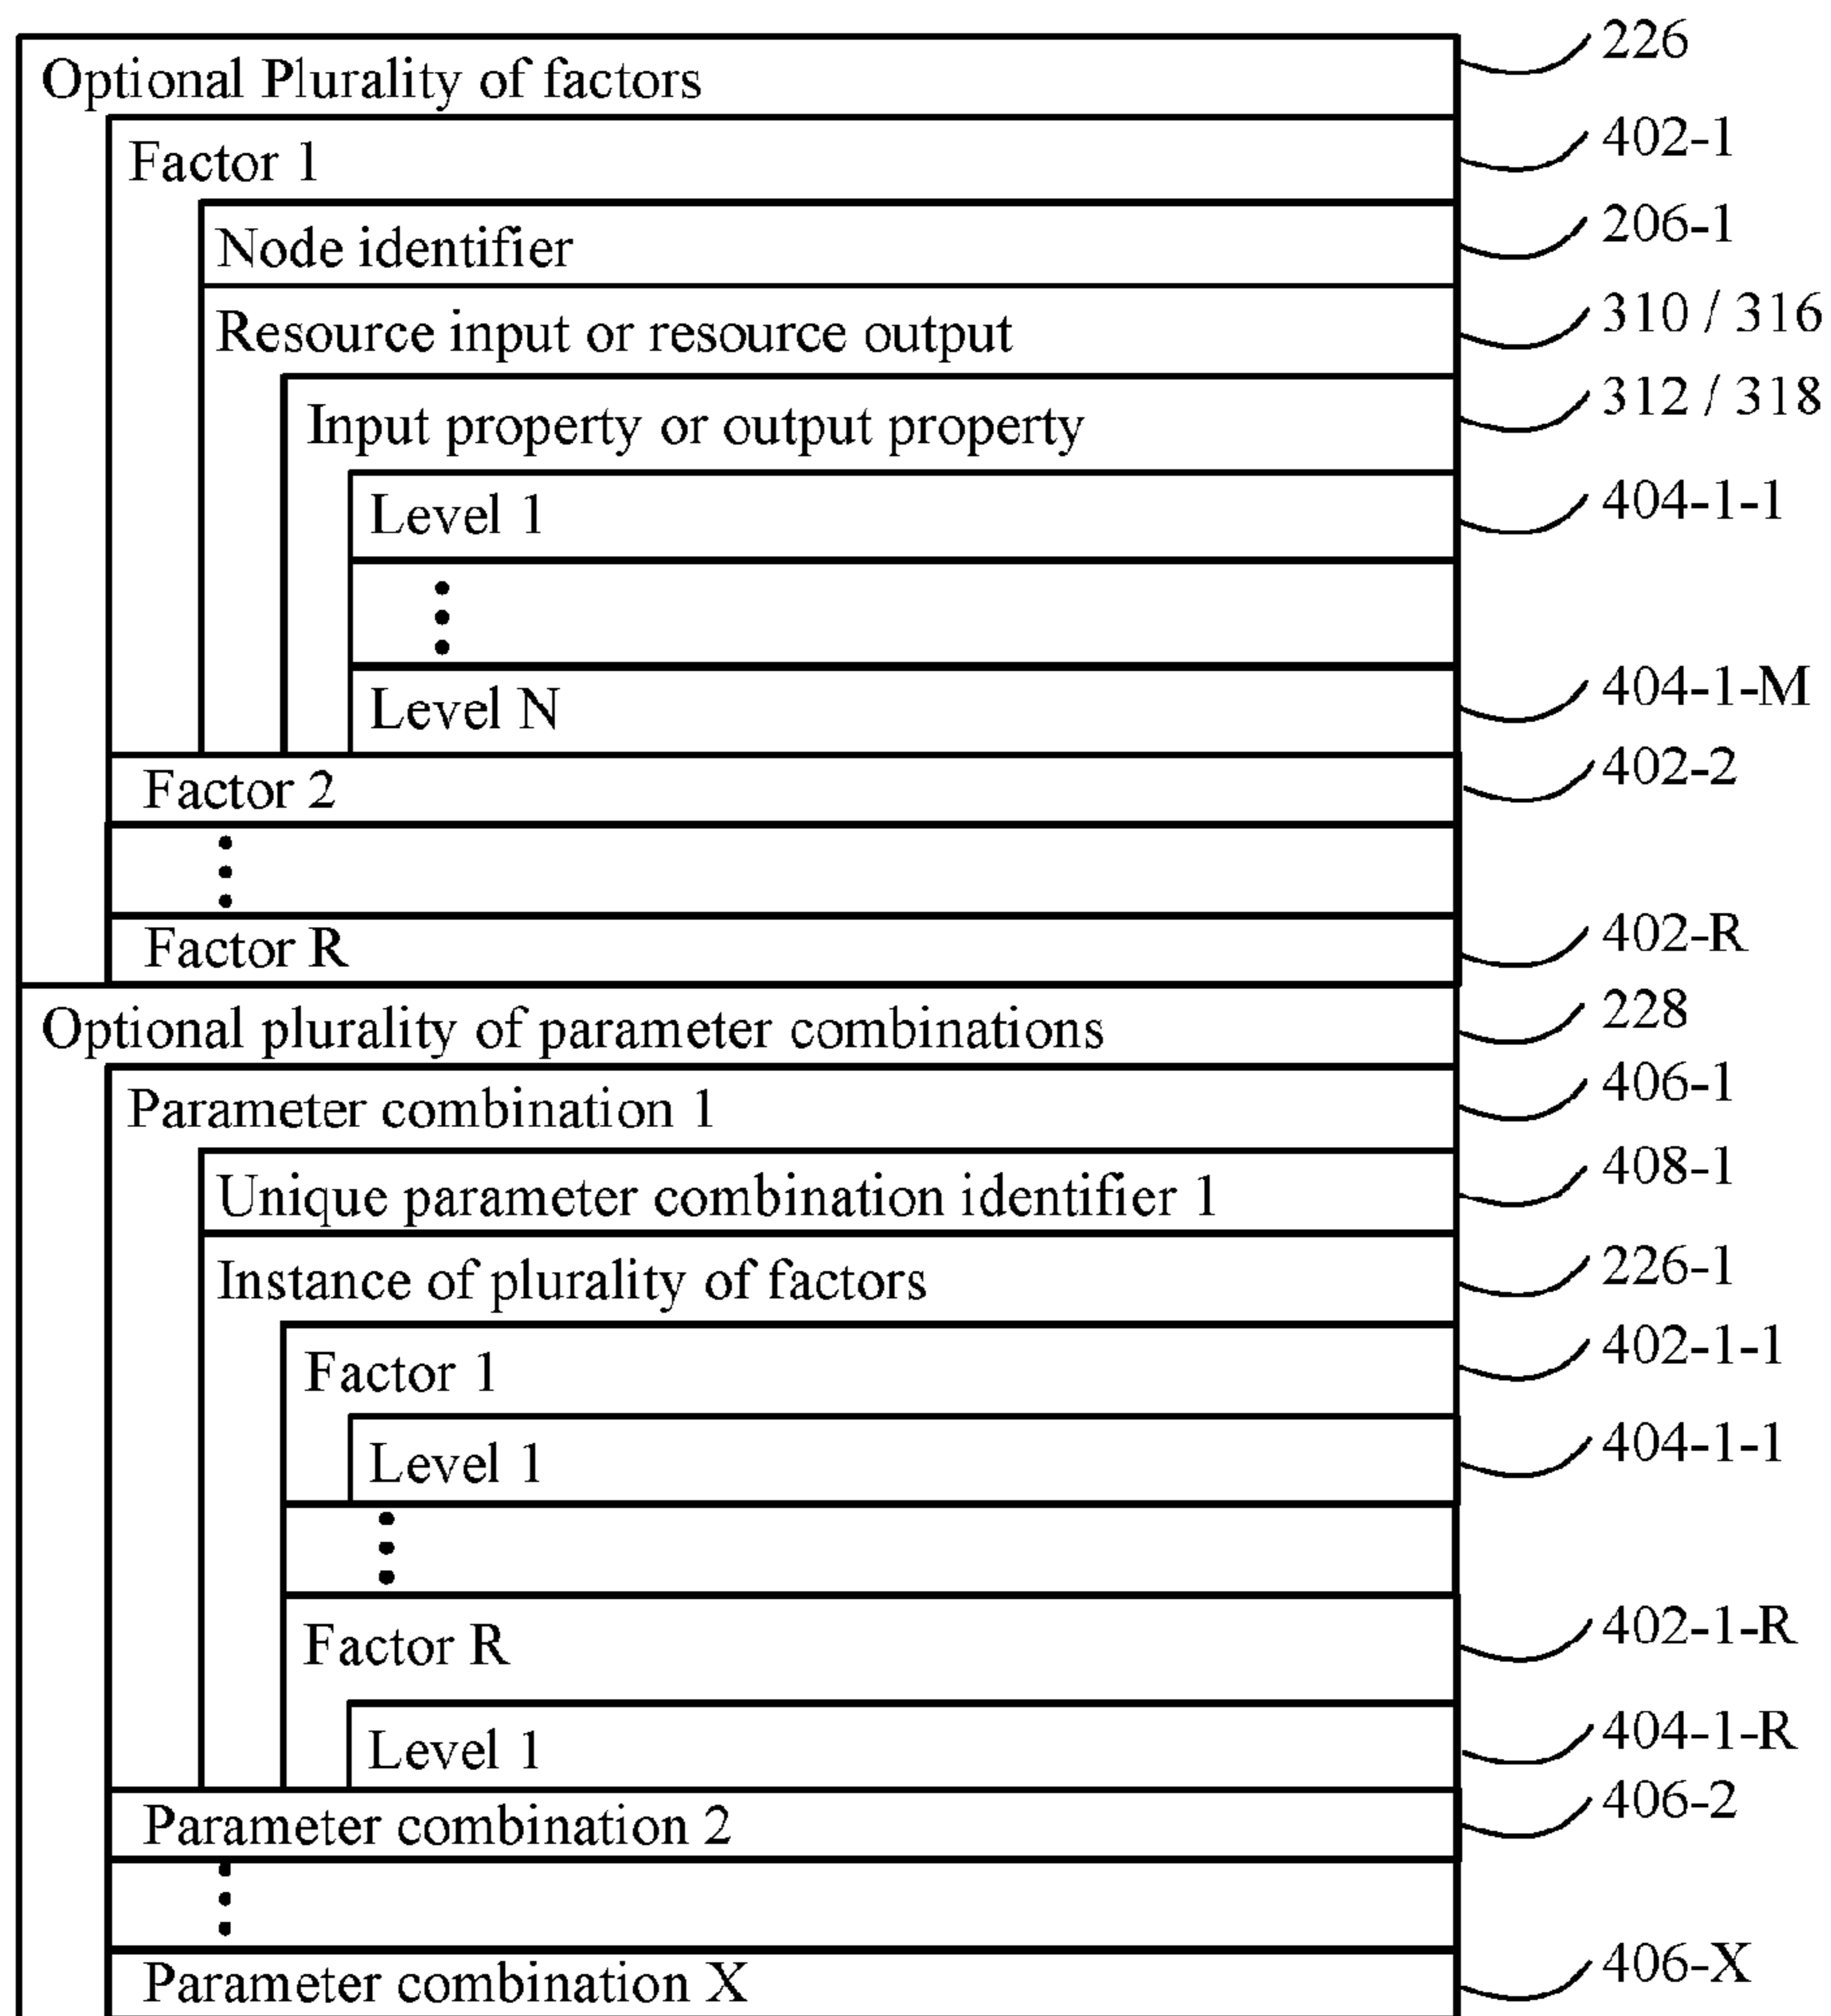 Optional Plurality of factors 226
Factor 1 402-1
Node identifier 206-1
Resource input or resource output 310 / 316
Input property or output property 312 / 318
Level 1 404-1-1
Level N 404-1-M
Factor 2 402-2
Factor R 402-R
Optional plurality of parameter combinations 228
Parameter combination 1 406-1
Unique parameter combination identifier 1 408-1
Instance of plurality of factors 226-1
Factor 1 402-1-1
Level 1 404-1-1
Factor R 402-1-R
Level 1 404-1-R
Parameter combination 2 406-2
Parameter combination X 406-X